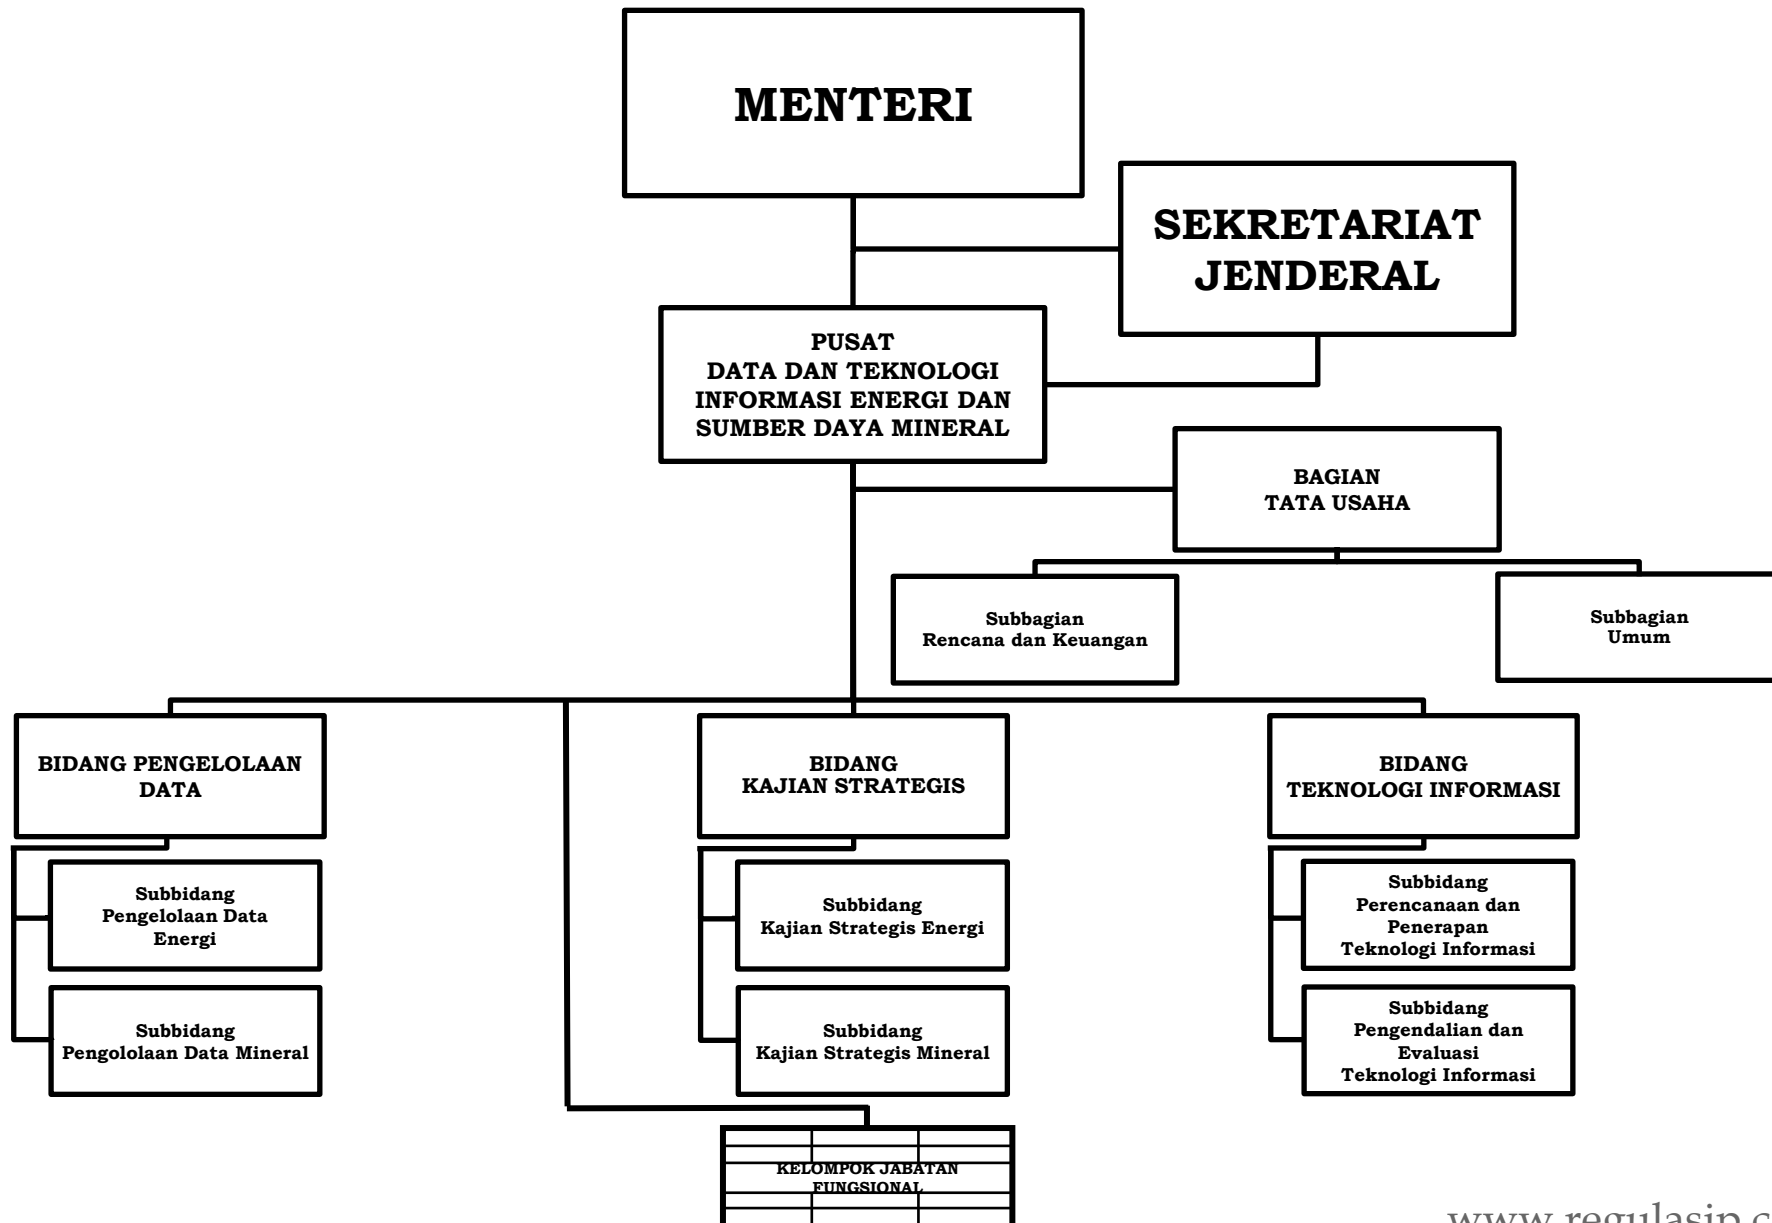 MENTERI
SEKRETARIAT
JENDERAL
PUSAT
DATA DAN TEKNOLOGI
INFORMASI ENERGI DAN
SUMBER DAYA MINERAL
BAGIAN
TATA USAHA
Subbagian
Rencana dan Keuangan
Subbagian
Umum
BIDANG PENGELOLAAN
DATA
BIDANG
KAJIAN STRATEGIS
BIDANG
TEKNOLOGI INFORMASI
Subbidang
Pengelolaan Data
Energi
Subbidang
Kajian Strategis Energi
Subbidang
Perencanaan dan
Penerapan
Teknologi Informasi
Subbidang
Pengololaan Data Mineral
Subbidang
Kajian Strategis Mineral
Subbidang
Pengendalian dan
Evaluasi
Teknologi Informasi
KELOMPOK JABATAN
FUNGSIONAL